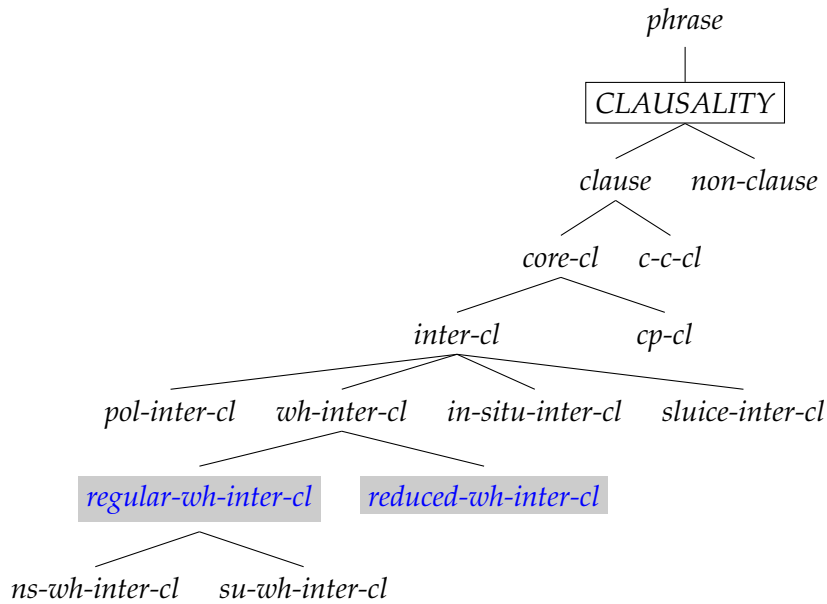 phrase
CLAUSALITY
clause non-clause
core-cl c-c-cl
inter-cl cp-cl
pol-inter-cl wh-inter-cl in-situ-inter-cl sluice-inter-cl
regular-wh-inter-cl reduced-wh-inter-cl
ns-wh-inter-cl su-wh-inter-cl